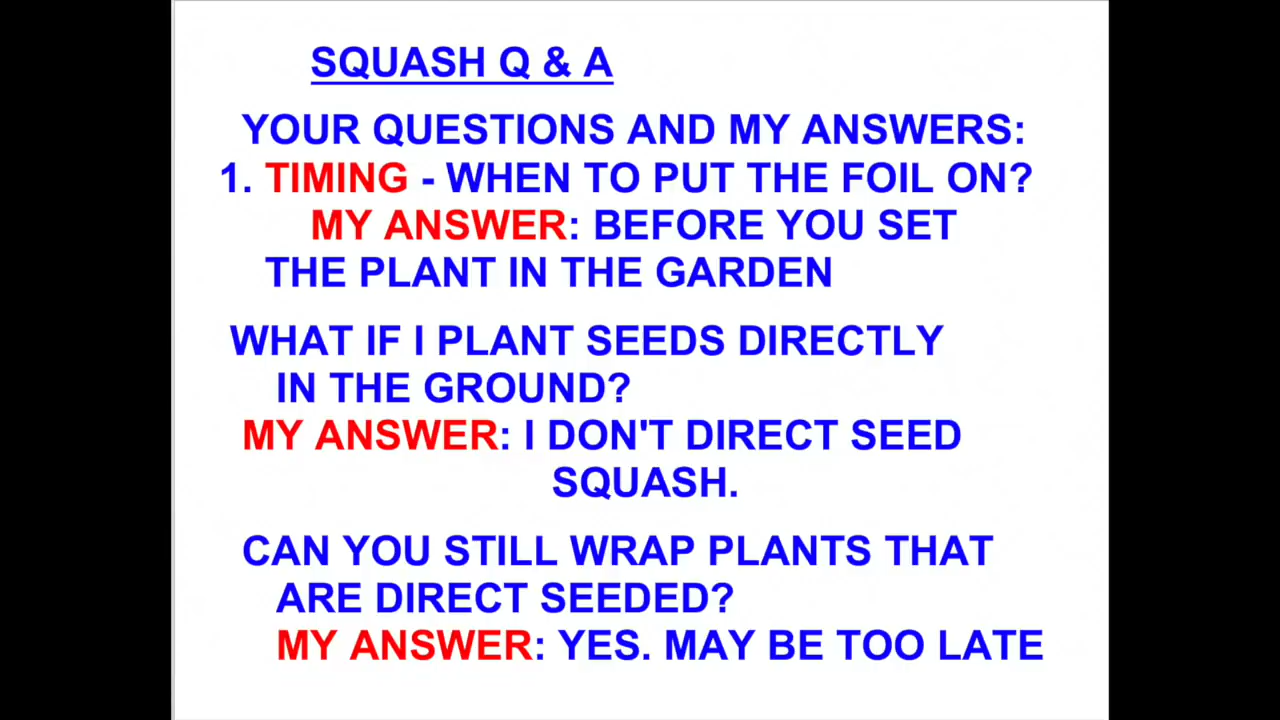 SQUASH Q & A
YOUR QUESTIONS AND MY ANSWERS:
1. TIMING - WHEN TO PUT THE FOIL ON?
MY ANSWER: BEFORE YOU SET
THE PLANT IN THE GARDEN
WHAT IF I PLANT SEEDS DIRECTLY
IN THE GROUND?
MY ANSWER: I DON'T DIRECT SEED
SQUASH.
CAN YOU STILL WRAP PLANTS THAT
ARE DIRECT SEEDED?
MY ANSWER: YES. MAY BE TOO LATE